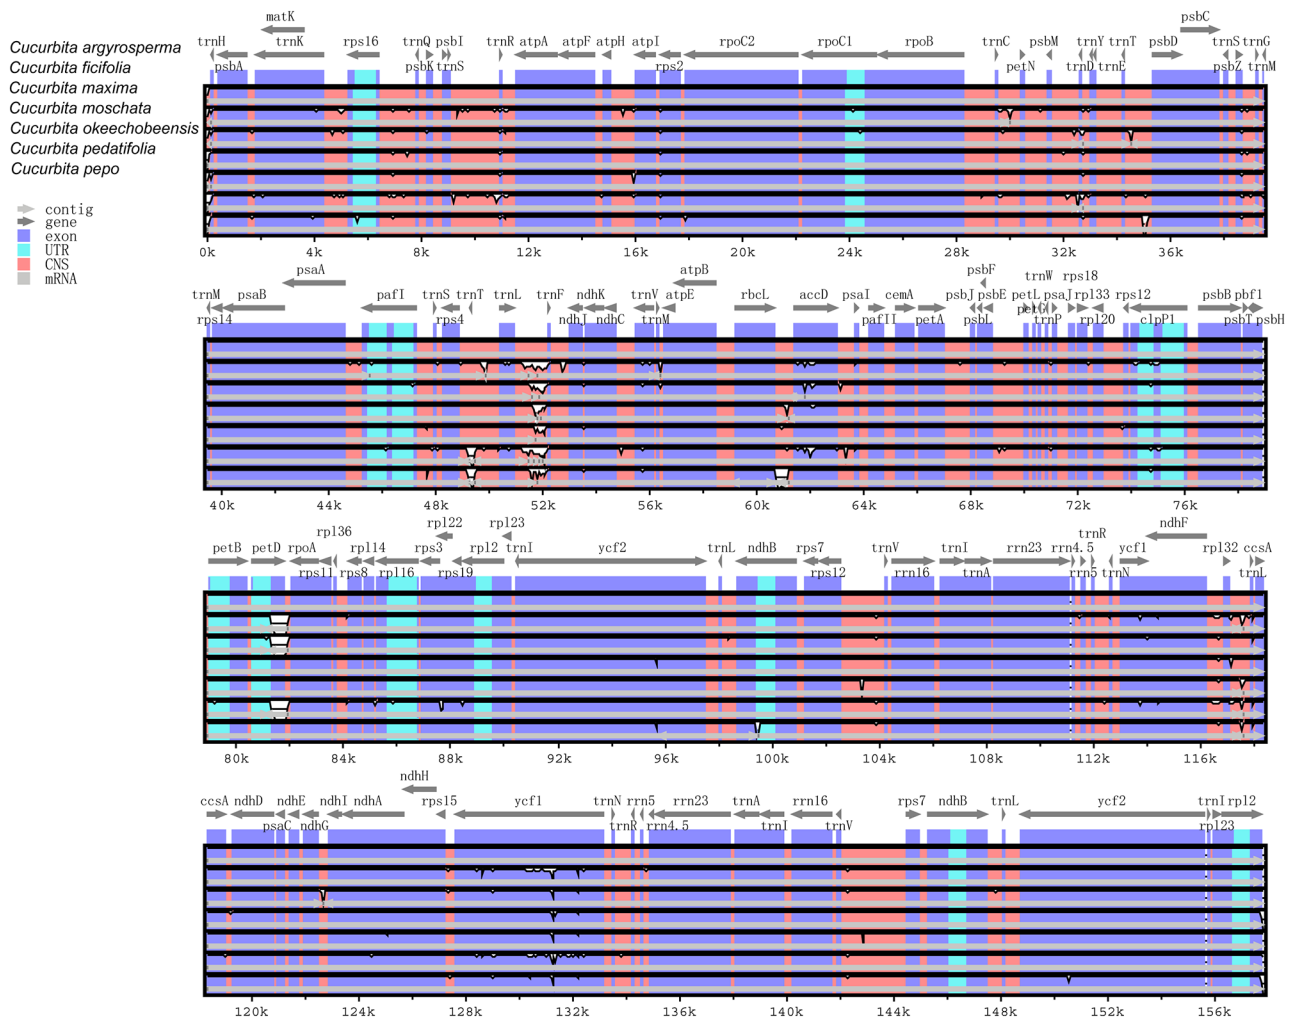 matK psbC
trnH trnK rps16 trnQ psbI trnR atpA atpF atpH atpI rpoC2 rpoC1 rpoB trnC psbM trnY trnT psbD trnS trnG
psbA psbK trnS rps2 petN trnD trnE psbZ trnM
Cucurbita argyrosperma
Cucurbita ficifolia
Cucurbita maxima
Cucurbita moschata
Cucurbita okeechobeensis
Cucurbita pedatifolia
Cucurbita pepo
contig
gene
exon
UTR
CNS
mRNA
0k 4k 8k 12k 16k 20k 24k 28k 32k 36k
psaA atpB psbF trnW rps18
trnM psaB pafI trnS trnT trnL trnF ndhK trnV atpE rbcL accD psaI cemA psbJ psbE petL psaJ rpl33 rps12 psbB pbf1
rps14 rps4 ndhJ ndhC trnM pafII petA psbL trnP rpl20 clpP1 psbT psbH
40k 44k 48k 52k 56k 60k 64k 68k 72k 76k
rpl36 rpl22 rpl23 trnR ndhF
petB petD rpoA rpl14 rps3 rpl2 trnI ycf2 trnL ndhB rps7 trnV trnI rrn23 rrn4.5 ycf1 rpl32 ccsA
rps11 rps8 rpl16 rps19 rps12 rrn16 trnA rrn5 trnN trnL
80k 84k 88k 92k 96k 100k 104k 108k 112k 116k
ndhH
ccsA ndhD ndhE ndhI ndhA rps15 ycf1 trnN rrn5 rrn23 trnA rrn16 rps7 ndhB trnL ycf2 trnI rpl2
psaC ndhG trnR rrn4.5 trnI trnV rpl23
120k 124k 128k 132k 136k 140k 144k 148k 152k 156k